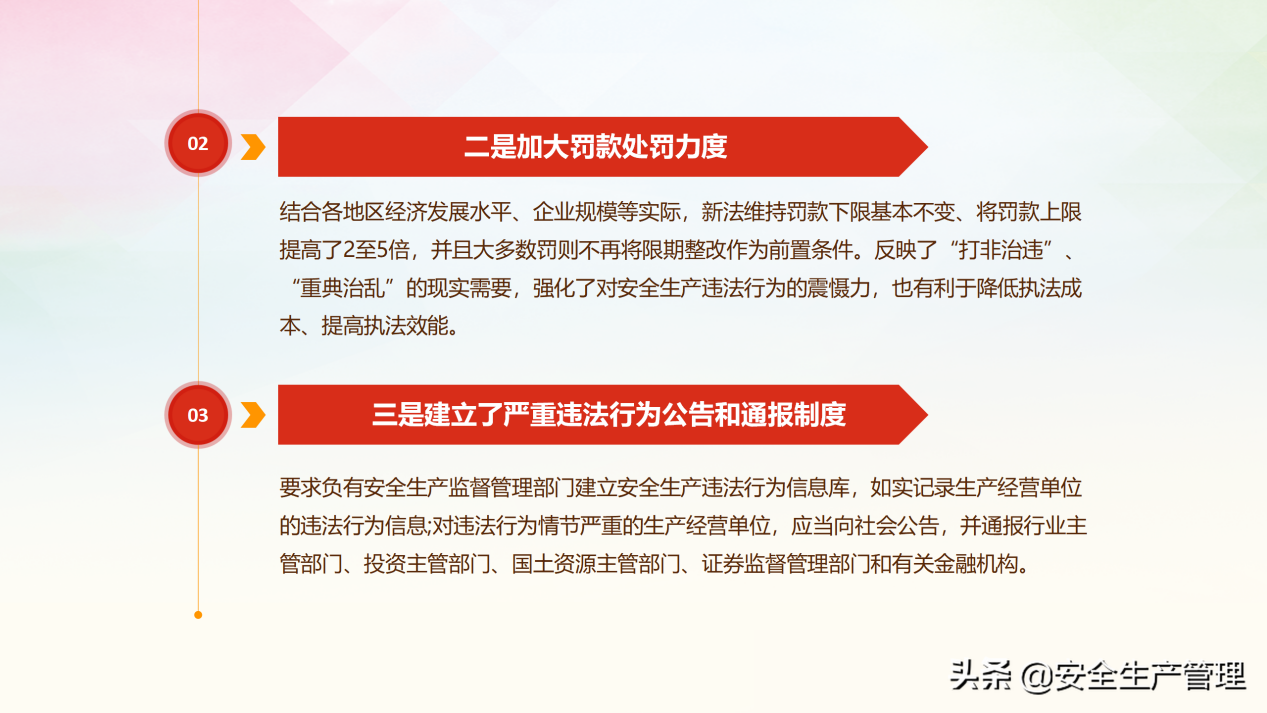 02
二是加大罚款处罚力度
结合各地区经济发展水平、企业规模等实际，新法维持罚款下限基本不变、将罚款上限
提高了2至5倍，并且大多数罚则不再将限期整改作为前置条件。反映了“打非治违”、
“重典治乱”的现实需要，强化了对安全生产违法行为的震慑力，也有利于降低执法成
本、提高执法效能。
03
三是建立了严重违法行为公告和通报制度
要求负有安全生产监督管理部门建立安全生产违法行为信息库，如实记录生产经营单位
的违法行为信息;对违法行为情节严重的生产经营单位，应当向社会公告，并通报行业主
管部门、投资主管部门、国土资源主管部门、证券监督管理部门和有关金融机构。
头条 @安全生产管理